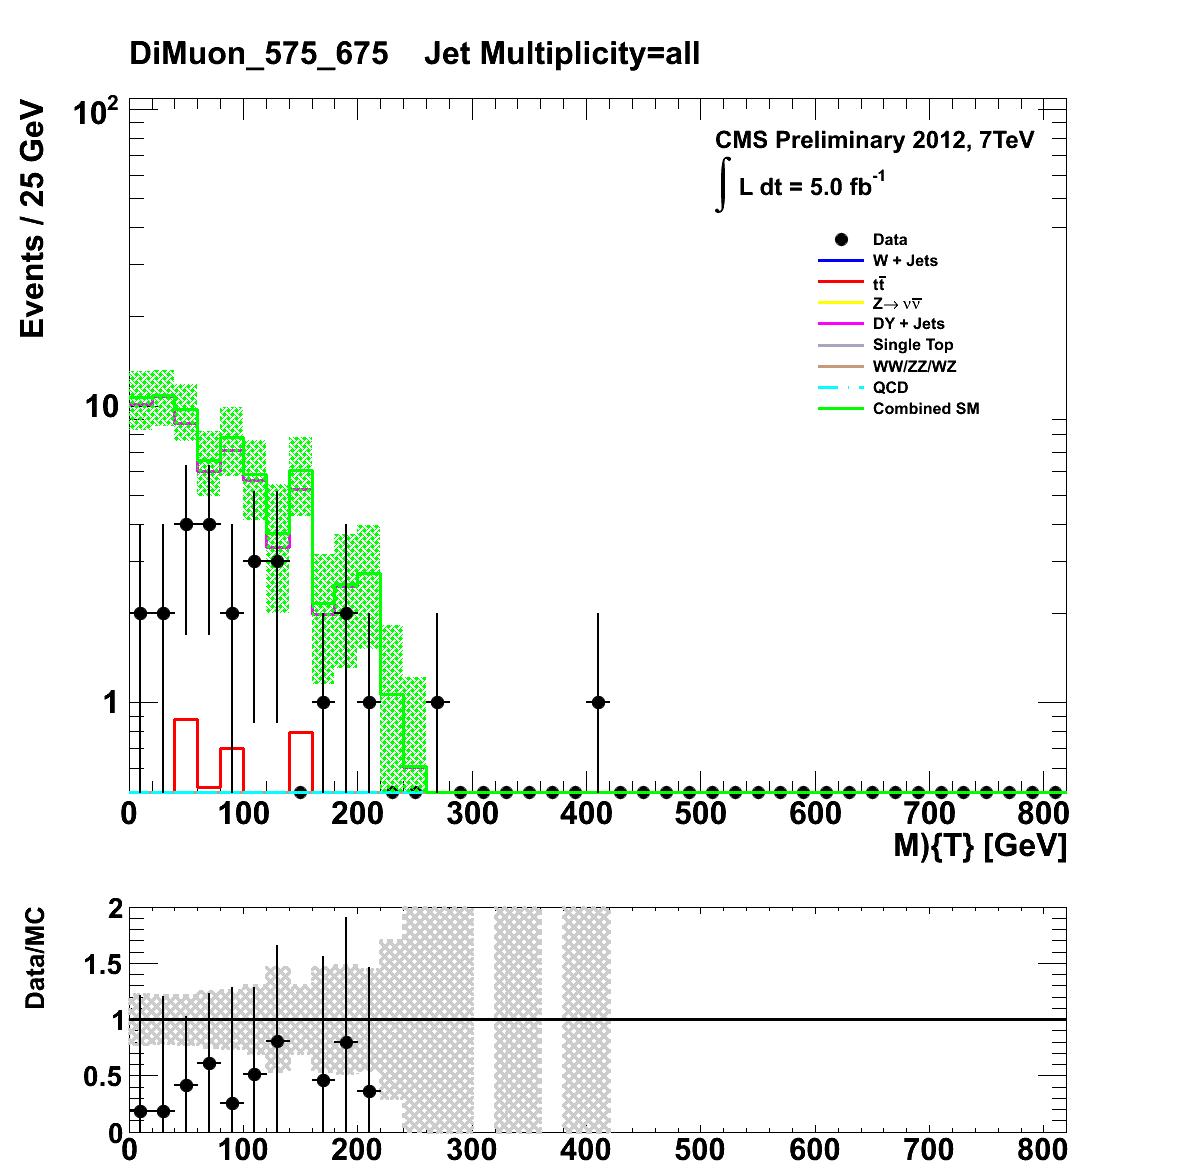 DiMuon_575_675 Jet Multiplicity=all
Events / 25 GeV
10²
10
1
CMS Preliminary 2012, 7TeV
∫ L dt = 5.0 fb⁻¹
Data
W + Jets
tt̅
Z→ νν̅
DY + Jets
Single Top
WW/ZZ/WZ
QCD
Combined SM
0 100 200 300 400 500 600 700 800
M){T} [GeV]
Data/MC
2
1.5
1
0.5
0
0 100 200 300 400 500 600 700 800